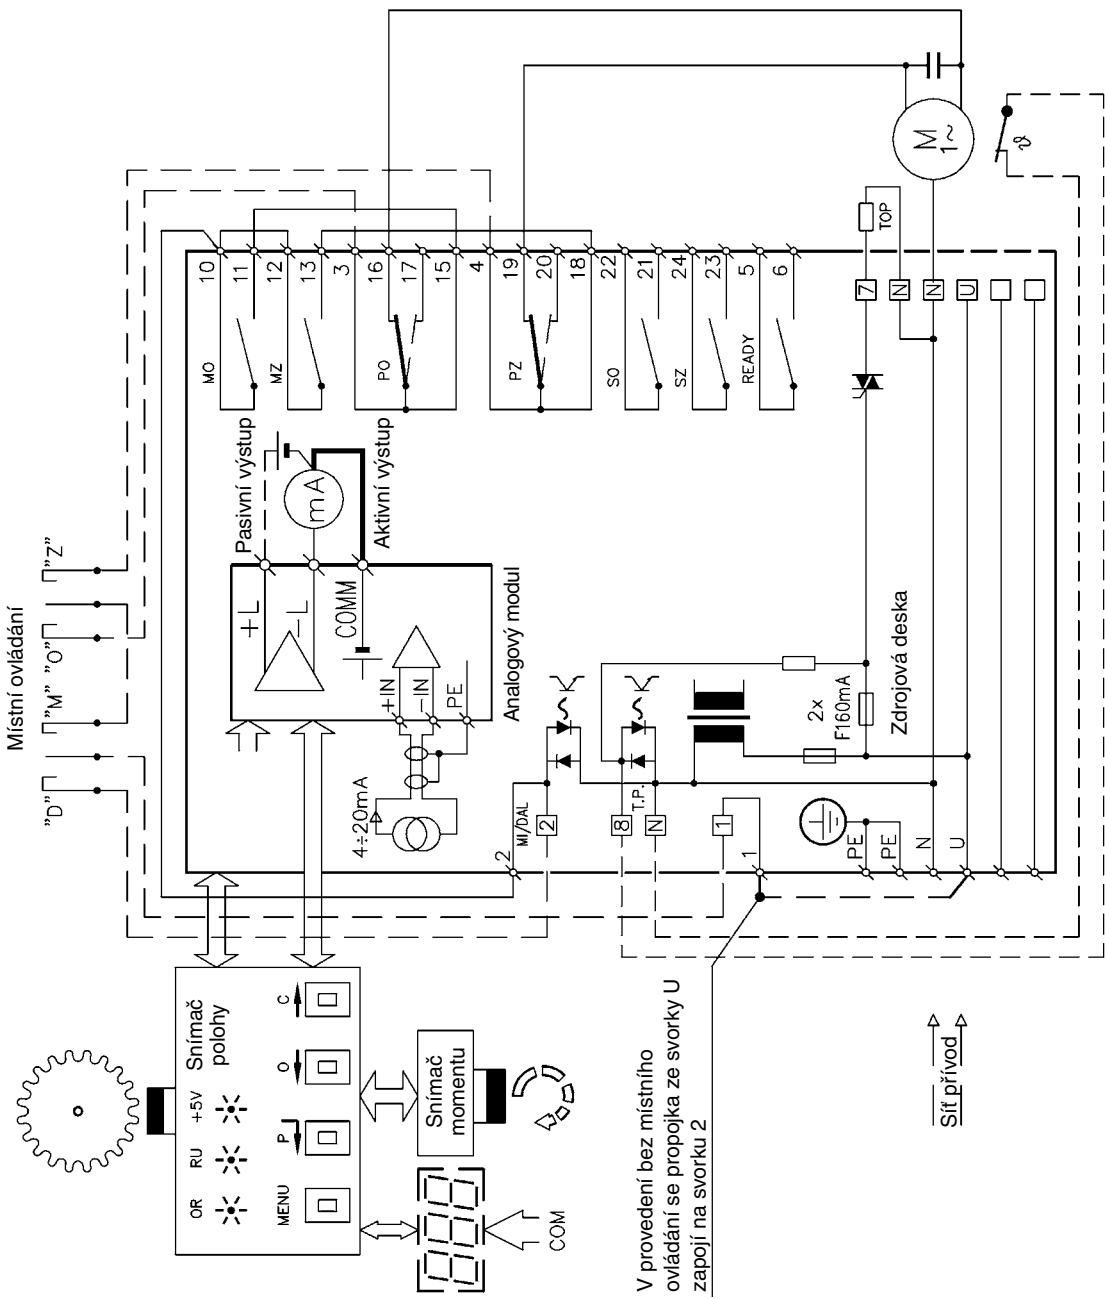 Místní ovládání
"D"
"M"
"O"
"Z"
10
11
12
13
3
16
17
15
4
19
20
18
22
21
24
23
5
6
MO
MZ
PO
PZ
SO
SZ
READY
Pasivní výstup
Aktivní výstup
mA
+L
-L
COMM
+IN
-IN
PE
Analogový modul
4÷20mA
M
1~
ϑ
TOP
7
N
N
U
Zdrojová deska
2x
F160mA
2
MI/DAL
2
8
T.P.
N
1
1
PE
PE
N
U
Snímač
polohy
+5V
RU
OR
MENU
P
O
C
Snímač
momentu
COM
V provedení bez místního
ovládání se propojka ze svorky U
zapojí na svorku 2
Síť přívod